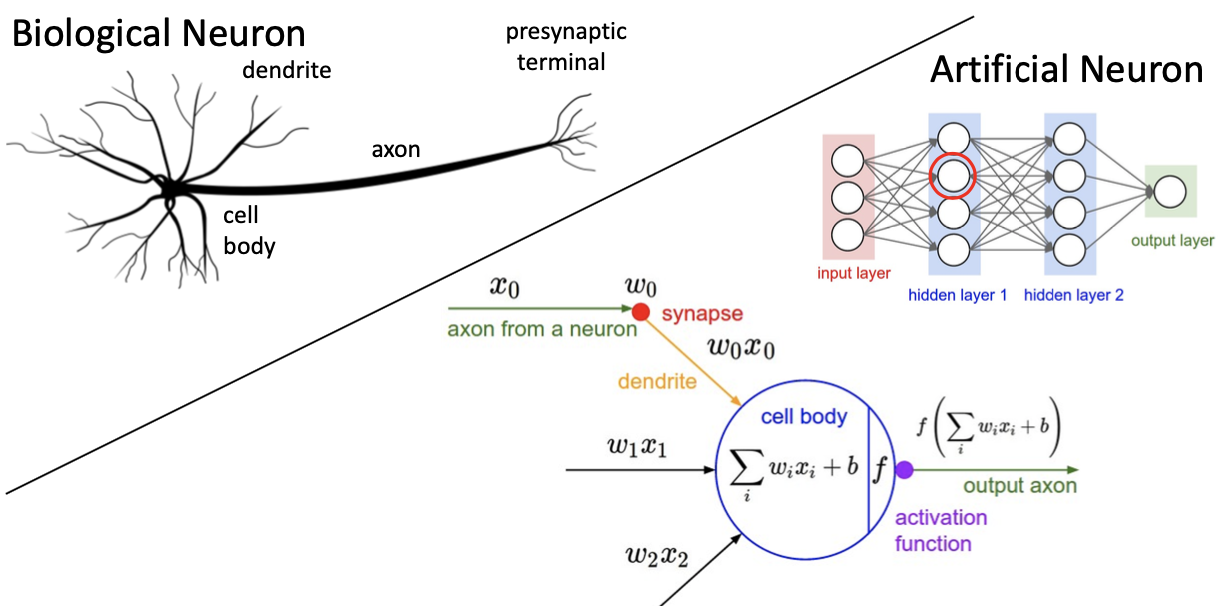 Biological Neuron
dendrite
presynaptic
terminal
axon
cell
body
Artificial Neuron
input layer
hidden layer 1
hidden layer 2
output layer
x₀
w₀
axon from a neuron
synapse
w₀x₀
dendrite
cell body
w₁x₁
∑ᵢ wᵢxᵢ + b
f
f(∑ᵢ wᵢxᵢ + b)
output axon
activation
function
w₂x₂